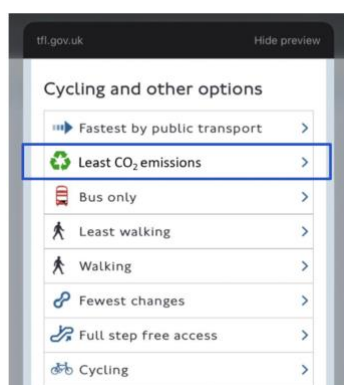 tfl.gov.uk Hide preview
Cycling and other options
Fastest by public transport
Least CO₂ emissions
Bus only
Least walking
Walking
Fewest changes
Full step free access
Cycling